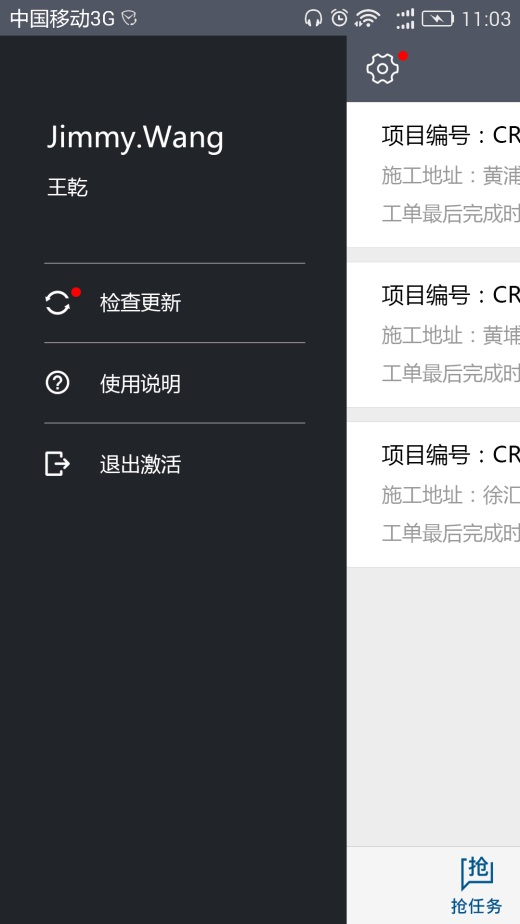 中国移动3G
11:03
Jimmy.Wang
王乾
检查更新
使用说明
退出激活
项目编号：CR
施工地址：黄浦
工单最后完成时
项目编号：CR
施工地址：黄埔
工单最后完成时
项目编号：CR
施工地址：徐汇
工单最后完成时
抢
抢任务